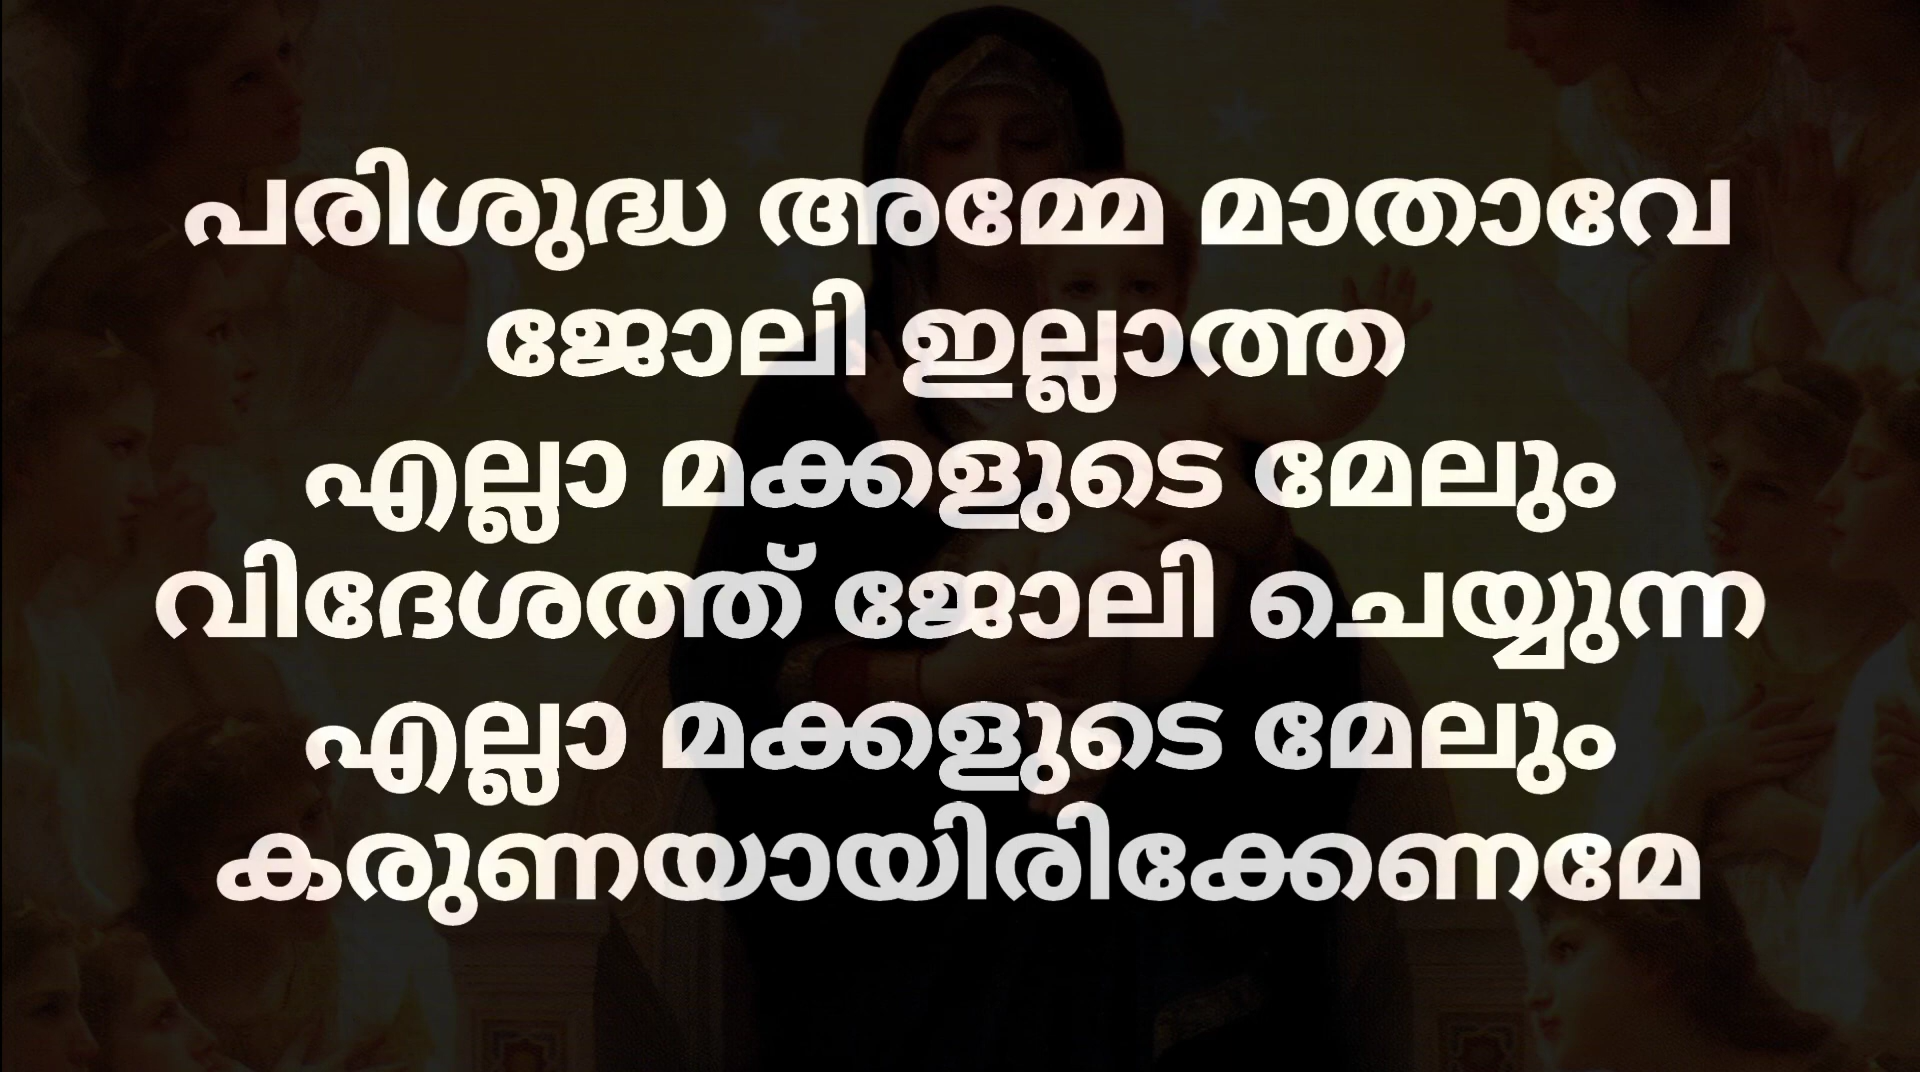 പരിശുദ്ധ അമ്മേ മാതാവേ
ജോലി ഇല്ലാത്ത
എല്ലാ മക്കളുടെ മേലും
വിദേശത്ത് ജോലി ചെയ്യുന്ന
എല്ലാ മക്കളുടെ മേലും
കരുണയായിരിക്കേണമേ